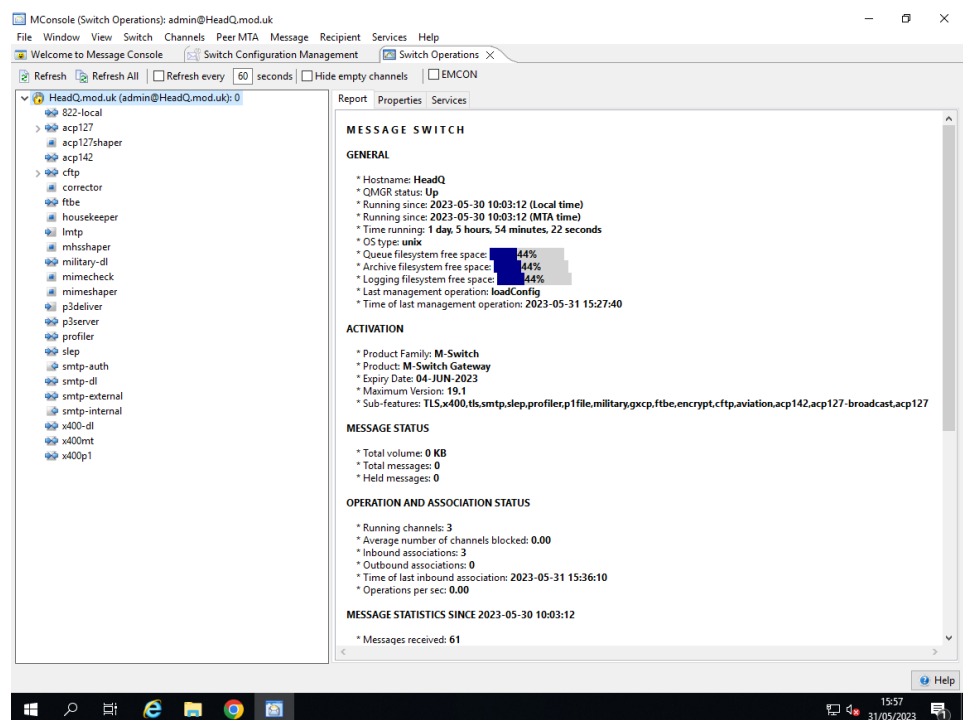 MConsole (Switch Operations): admin@HeadQ.mod.uk
File Window View Switch Channels Peer MTA Message Recipient Services Help
Welcome to Message Console Switch Configuration Management Switch Operations
Refresh Refresh All Refresh every 60 seconds Hide empty channels EMCON
HeadQ.mod.uk (admin@HeadQ.mod.uk): 0
822-local
acp127
acp127shaper
acp142
cftp
corrector
ftbe
housekeeper
lmtp
mhsshaper
military-dl
mimecheck
mimeshaper
p3deliver
p3server
profiler
slep
smtp-auth
smtp-dl
smtp-external
smtp-internal
x400-dl
x400mt
x400p1
Report Properties Services
MESSAGE SWITCH
GENERAL
* Hostname: HeadQ
* QMGR status: Up
* Running since: 2023-05-30 10:03:12 (Local time)
* Running since: 2023-05-30 10:03:12 (MTA time)
* Time running: 1 day, 5 hours, 54 minutes, 22 seconds
* OS type: unix
* Queue filesystem free space: 44%
* Archive filesystem free space: 44%
* Logging filesystem free space: 44%
* Last management operation: loadConfig
* Time of last management operation: 2023-05-31 15:27:40
ACTIVATION
* Product Family: M-Switch
* Product: M-Switch Gateway
* Expiry Date: 04-JUN-2023
* Maximum Version: 19.1
* Sub-features: TLS,x400,tls,smtp,slep,profiler,p1file,military,gxcp,ftbe,encrypt,cftp,aviation,acp142,acp127-broadcast,acp127
MESSAGE STATUS
* Total volume: 0 KB
* Total messages: 0
* Held messages: 0
OPERATION AND ASSOCIATION STATUS
* Running channels: 3
* Average number of channels blocked: 0.00
* Inbound associations: 3
* Outbound associations: 0
* Time of last inbound association: 2023-05-31 15:36:10
* Operations per sec: 0.00
MESSAGE STATISTICS SINCE 2023-05-30 10:03:12
* Messages received: 61
Help
15:57
31/05/2023
1